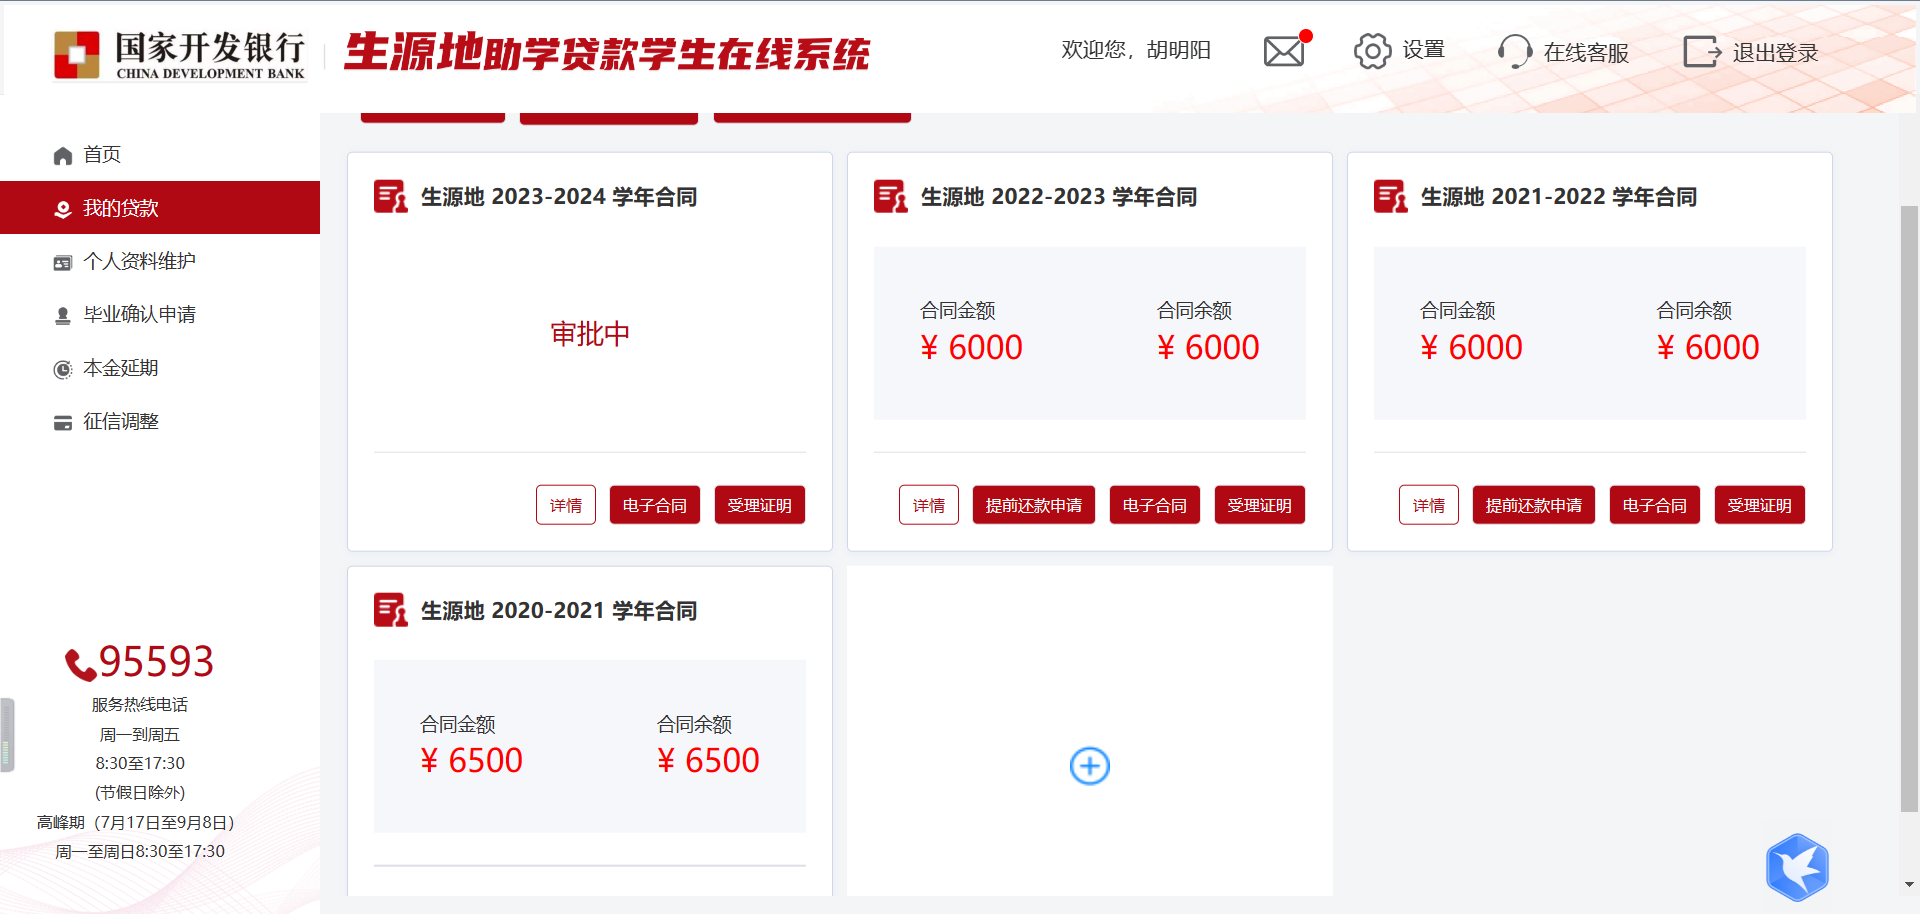 国家开发银行
CHINA DEVELOPMENT BANK
生源地助学贷款学生在线系统
欢迎您，胡明阳
设置
在线客服
退出登录
首页
我的贷款
个人资料维护
毕业确认申请
本金延期
征信调整
95593
服务热线电话
周一到周五
8:30至17:30
(节假日除外)
高峰期（7月17日至9月8日）
周一至周日8:30至17:30
生源地 2023-2024 学年合同
审批中
详情
电子合同
受理证明
生源地 2022-2023 学年合同
合同金额
合同余额
¥ 6000
¥ 6000
详情
提前还款申请
电子合同
受理证明
生源地 2021-2022 学年合同
合同金额
合同余额
¥ 6000
¥ 6000
详情
提前还款申请
电子合同
受理证明
生源地 2020-2021 学年合同
合同金额
合同余额
¥ 6500
¥ 6500